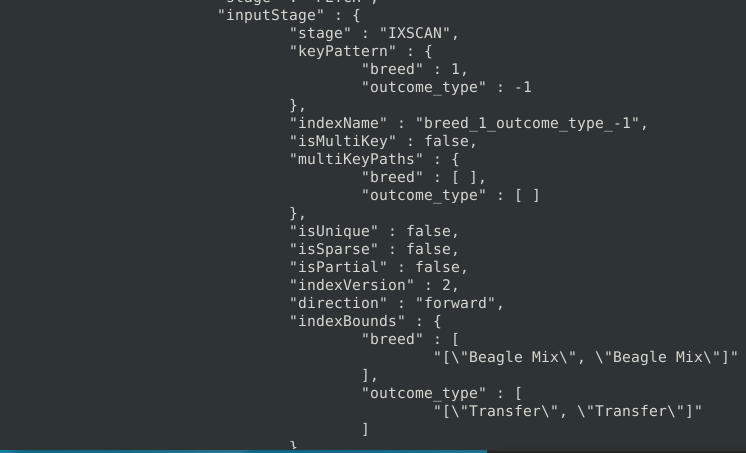 "inputStage" : {
"stage" : "IXSCAN",
"keyPattern" : {
"breed" : 1,
"outcome_type" : -1
},
"indexName" : "breed_1_outcome_type_-1",
"isMultiKey" : false,
"multiKeyPaths" : {
"breed" : [ ],
"outcome_type" : [ ]
},
"isUnique" : false,
"isSparse" : false,
"isPartial" : false,
"indexVersion" : 2,
"direction" : "forward",
"indexBounds" : {
"breed" : [
"[\"Beagle Mix\", \"Beagle Mix\"]"
],
"outcome_type" : [
"[\"Transfer\", \"Transfer\"]"
]
}